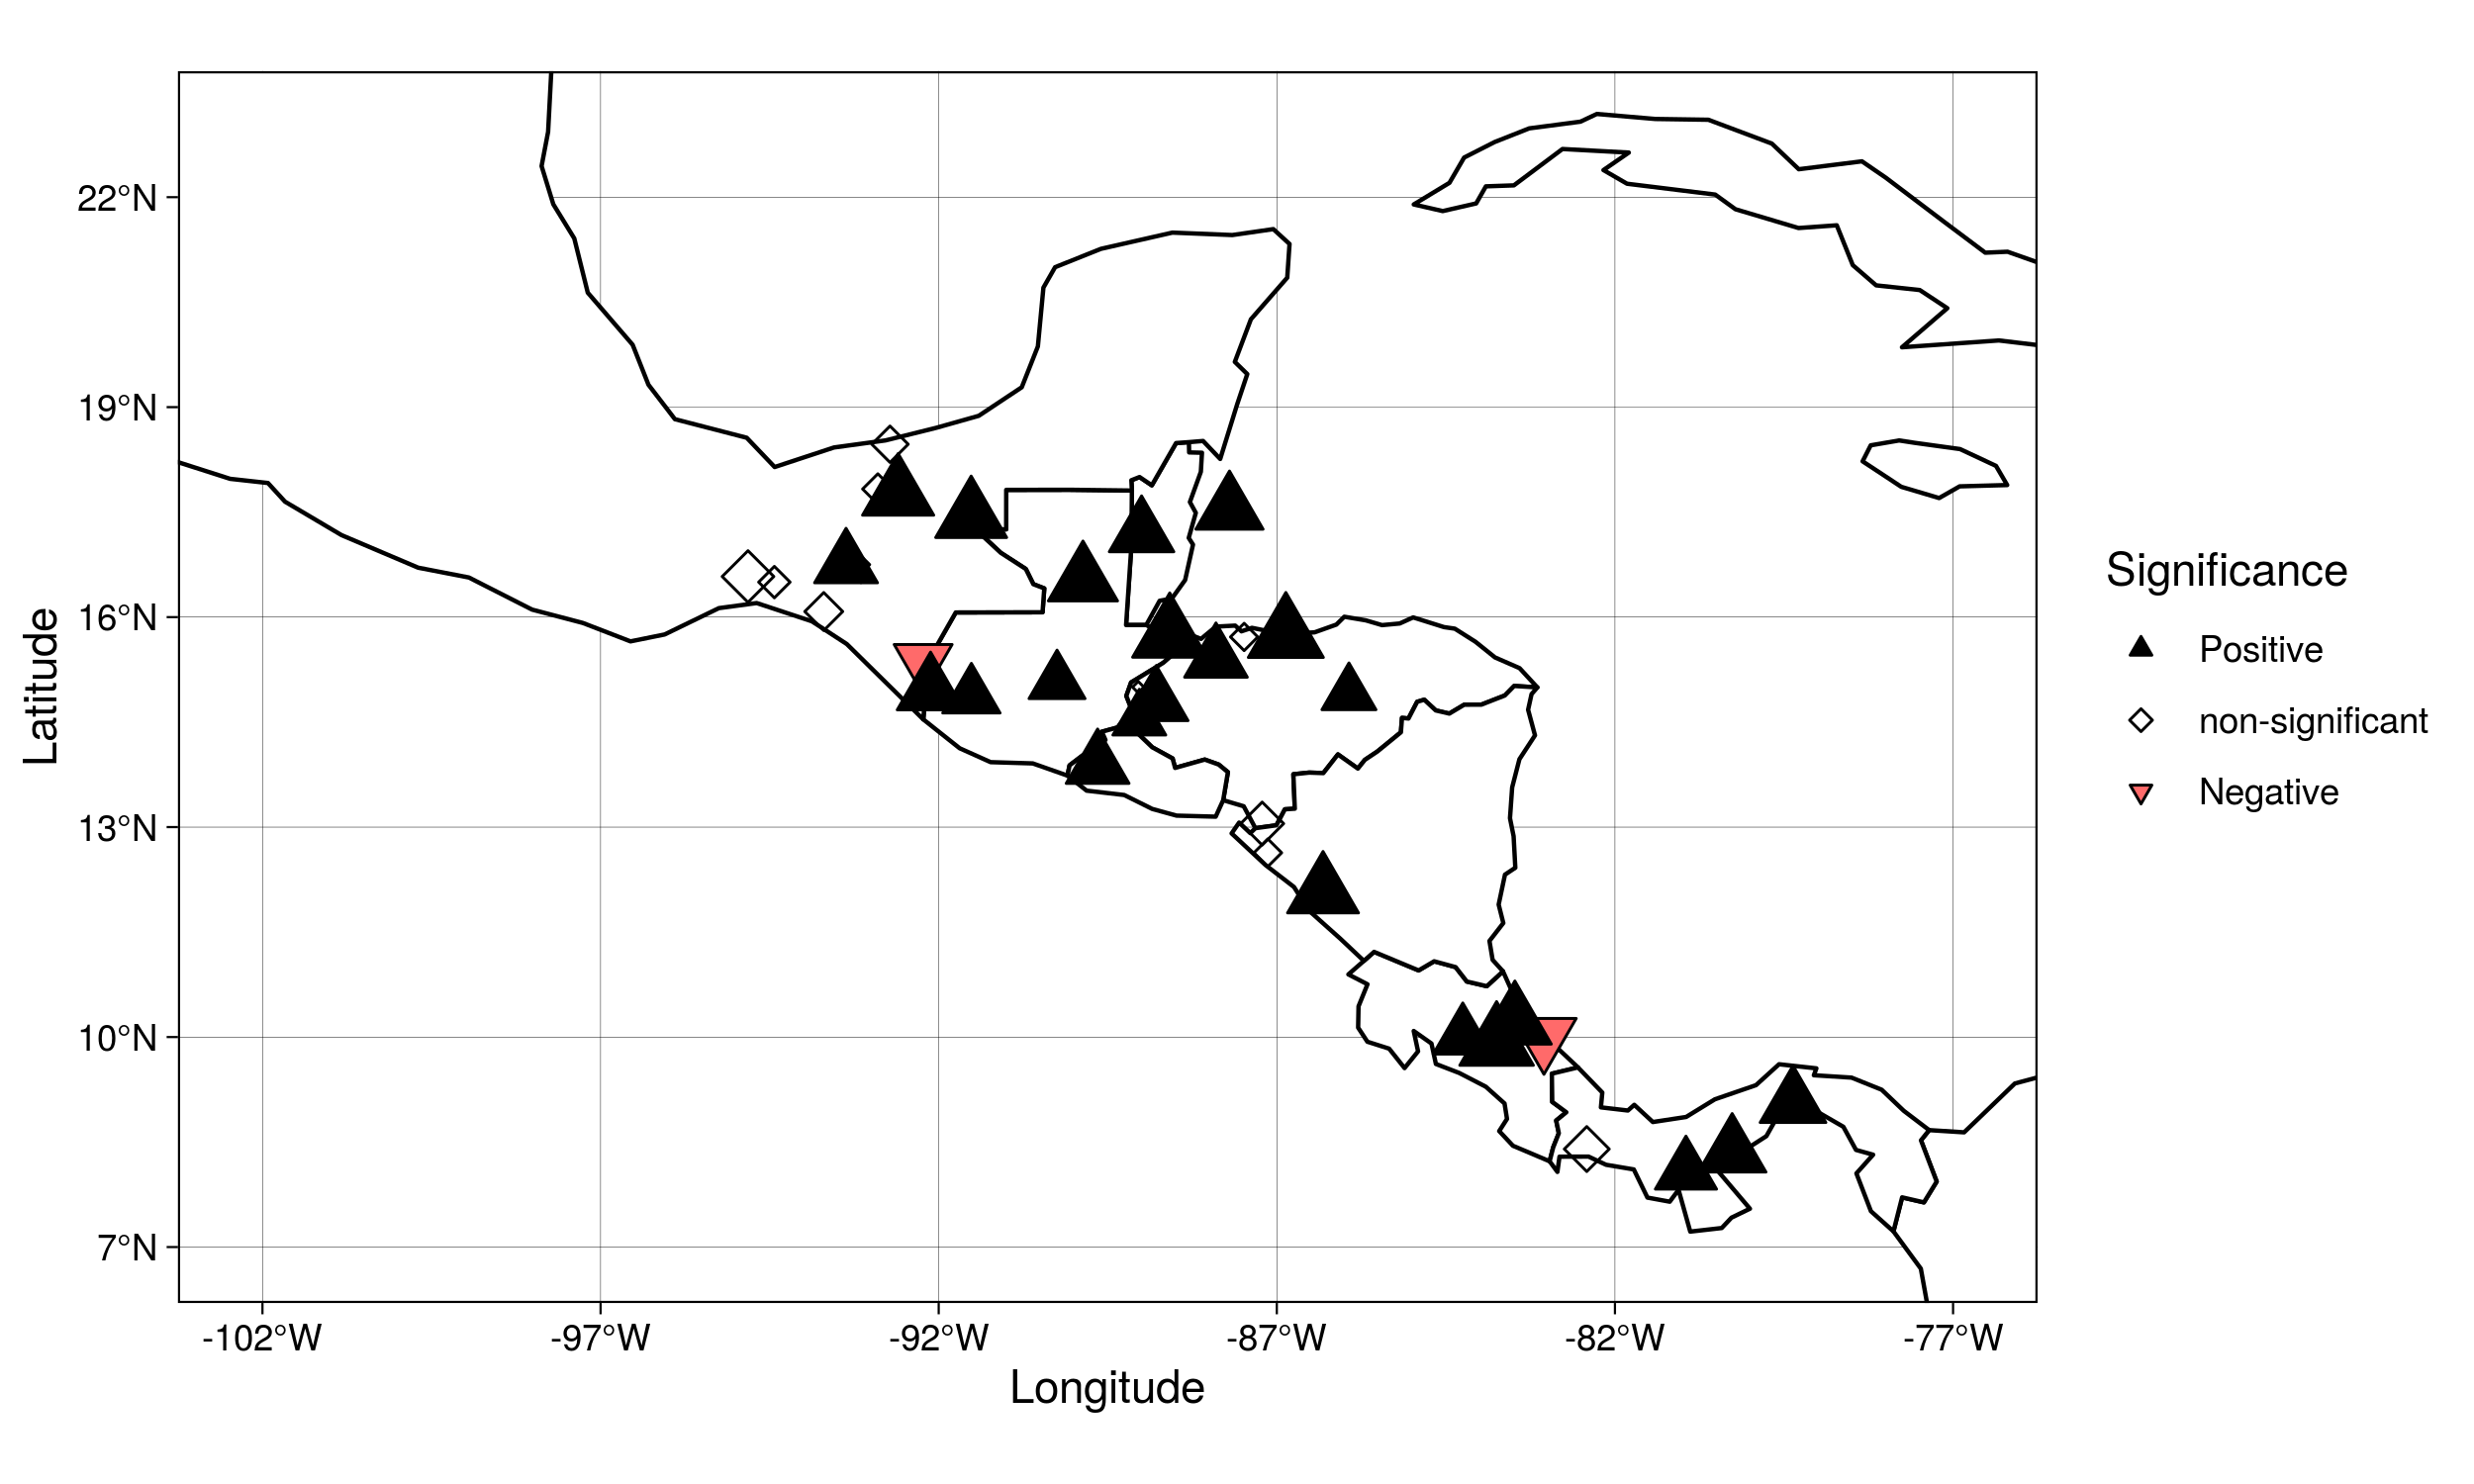 22°N
19°N
16°N
13°N
10°N
7°N
Latitude
-102°W
-97°W
-92°W
-87°W
-82°W
-77°W
Longitude
Significance
Positive
non-significant
Negative